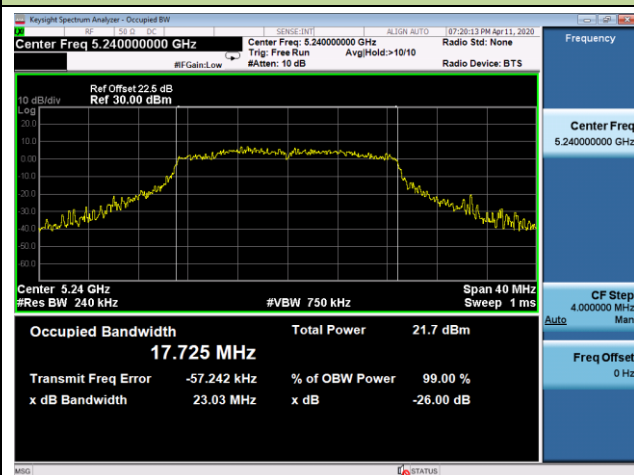 Keysight Spectrum Analyzer - Occupied BW
RF 50 Ω DC SENSE:INT ALIGN AUTO 07:20:13 PM Apr 11, 2020
Center Freq 5.240000000 GHz Center Freq: 5.240000000 GHz Radio Std: None Frequency
Trig: Free Run Avg|Hold:>10/10
#IFGain:Low #Atten: 10 dB Radio Device: BTS
Ref Offset 22.5 dB
10 dB/div Ref 30.00 dBm
Log
20.0
10.0
0.00
-10.0
-20.0
-30.0
-40.0
-50.0
-60.0
Center Freq
5.240000000 GHz
Center 5.24 GHz Span 40 MHz
#Res BW 240 kHz #VBW 750 kHz Sweep 1 ms
CF Step
4.000000 MHz
Auto Man
Occupied Bandwidth Total Power 21.7 dBm
17.725 MHz
Freq Offset
0 Hz
Transmit Freq Error -57.242 kHz % of OBW Power 99.00 %
x dB Bandwidth 23.03 MHz x dB -26.00 dB
MSG STATUS